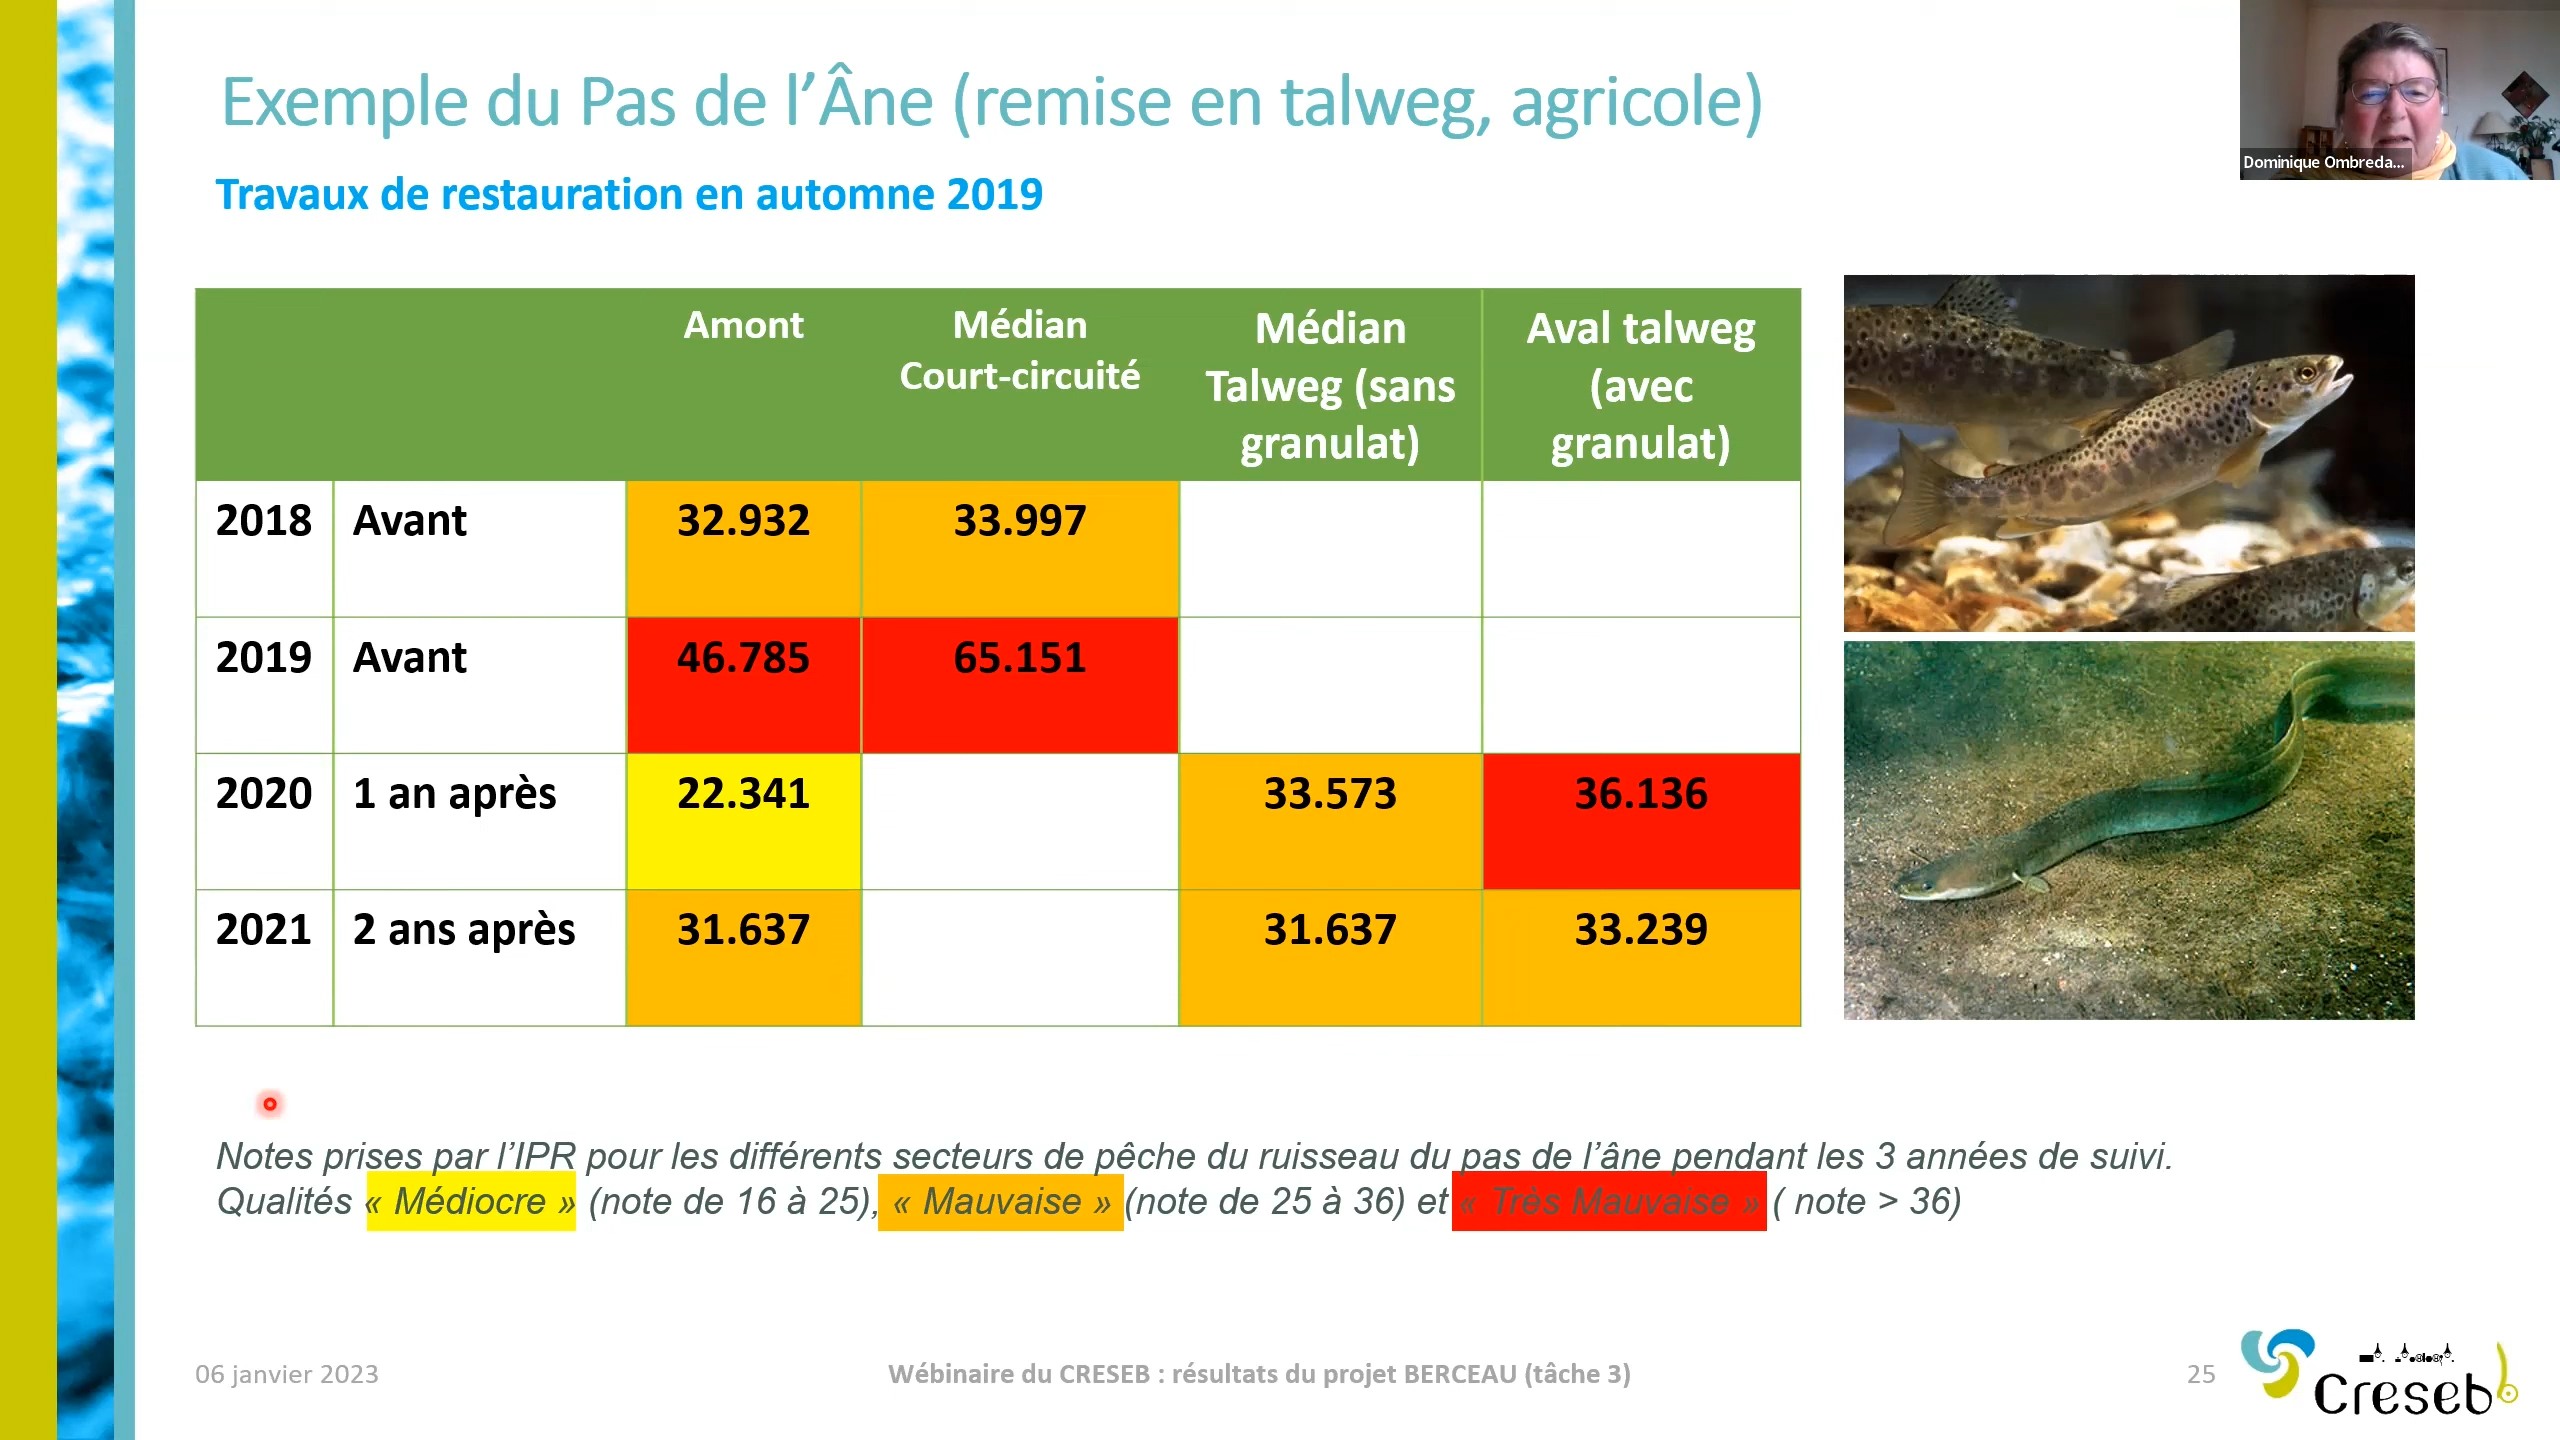 Exemple du Pas de l’Âne (remise en talweg, agricole)
Dominique Ombreda...
Travaux de restauration en automne 2019
Amont
Médian
Court-circuité
Médian
Talweg (sans
granulat)
Aval talweg
(avec
granulat)
2018 Avant 32.932 33.997
2019 Avant 46.785 65.151
2020 1 an après 22.341 33.573 36.136
2021 2 ans après 31.637 31.637 33.239
Notes prises par l’IPR pour les différents secteurs de pêche du ruisseau du pas de l’âne pendant les 3 années de suivi.
Qualités « Médiocre » (note de 16 à 25), « Mauvaise » (note de 25 à 36) et « Très Mauvaise » ( note > 36)
06 janvier 2023
Wébinaire du CRESEB : résultats du projet BERCEAU (tâche 3)
25
Creseb